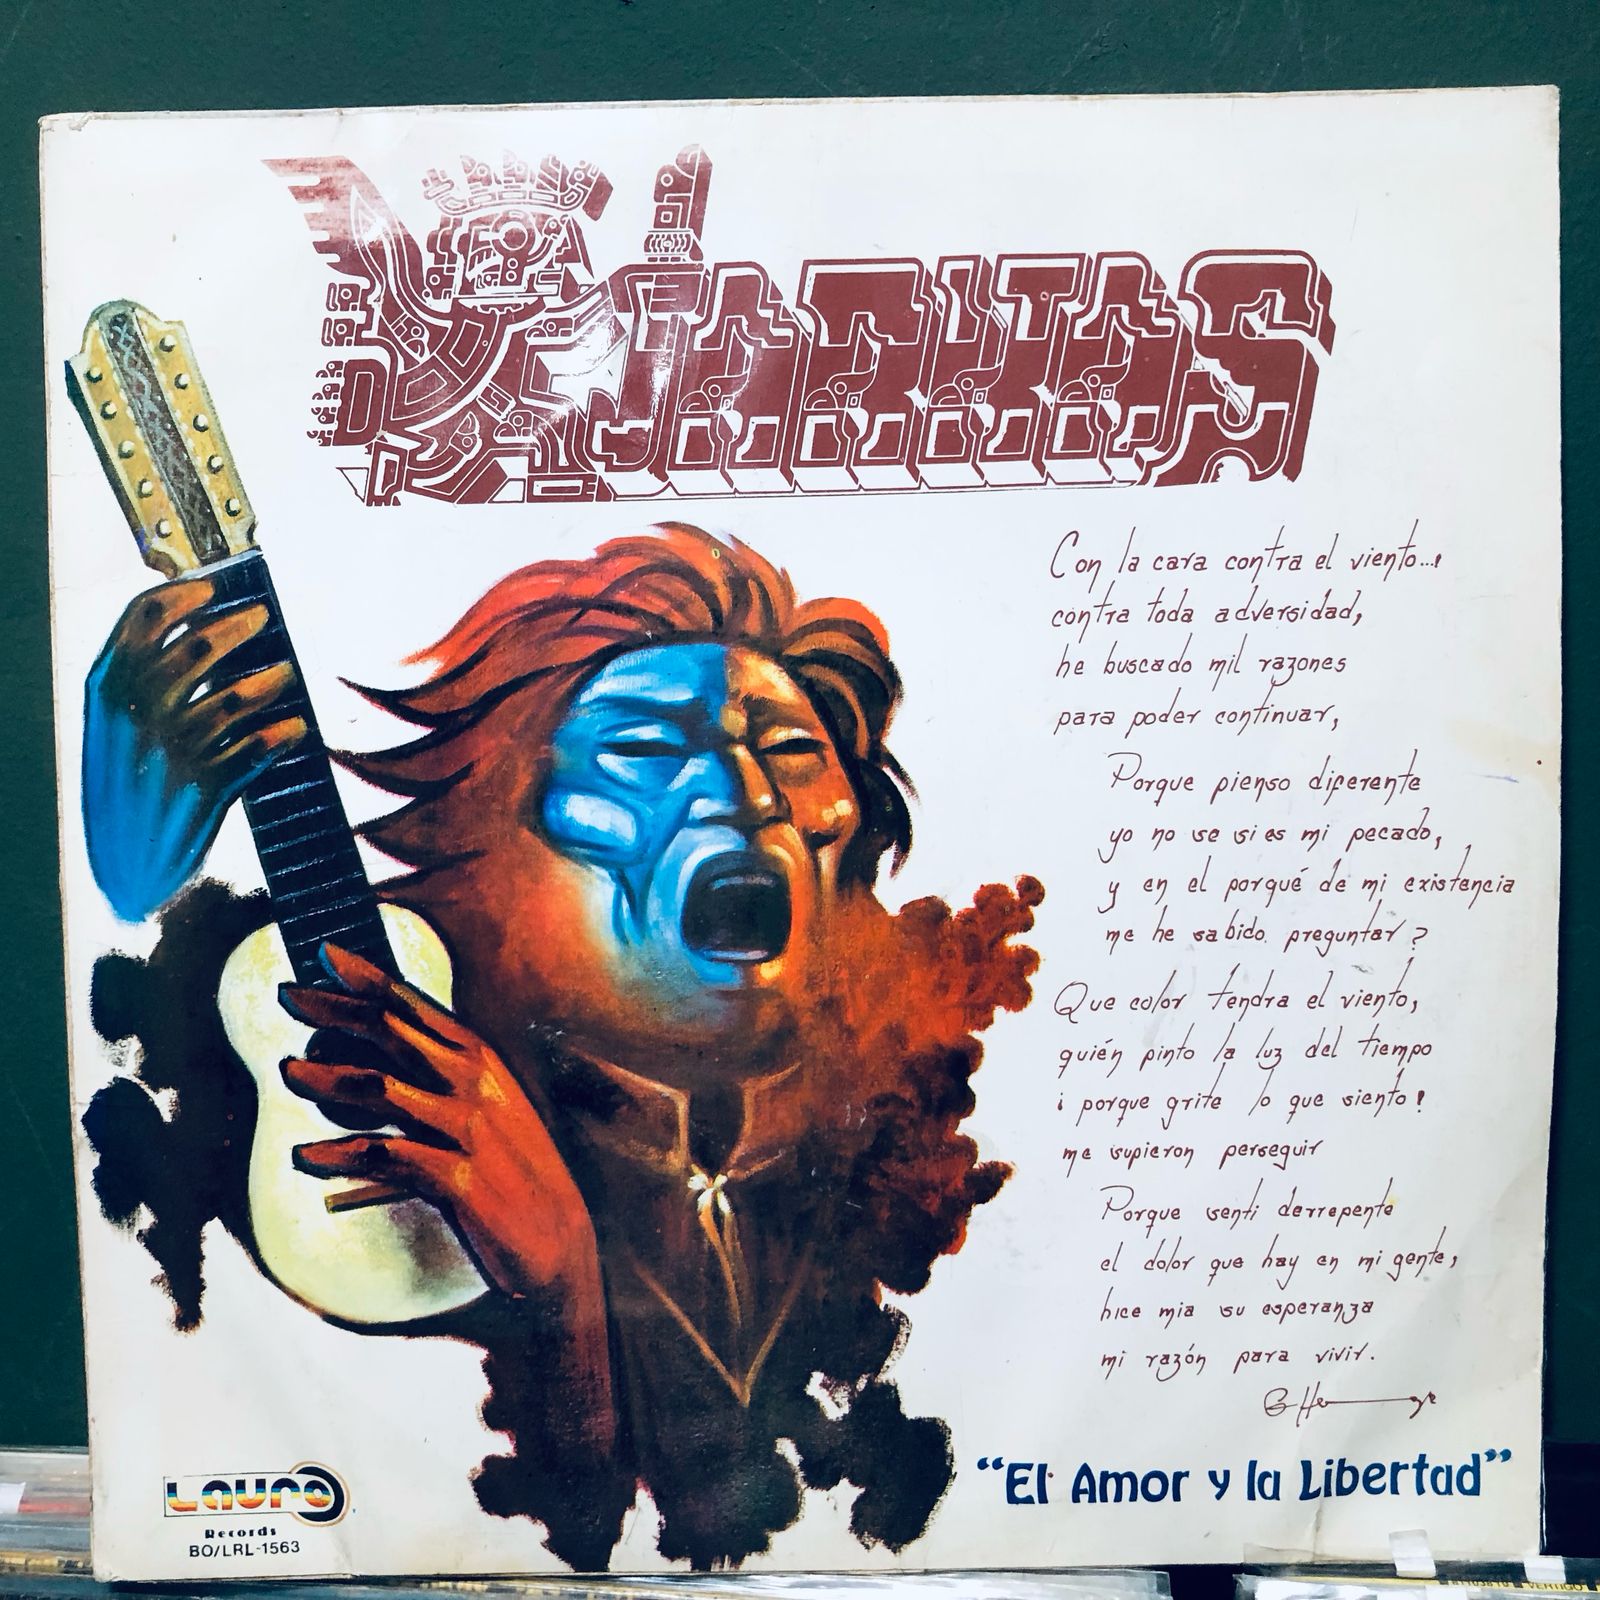 KJARKAS
Con la cara contra el viento...!
contra toda adversidad,
he buscado mil razones
para poder continuar,
Porque pienso diferente
yo no se si es mi pecado,
y en el porqué de mi existencia
me he sabido preguntar?
Que color tendra el viento,
quién pinto la luz del tiempo
¡porque grite lo que siento!
me supieron perseguir
Porque senti derrepente
el dolor que hay en mi gente,
hice mia su esperanza
mi razón para vivir.
"El Amor y la Libertad"
Lauro
Records
BO/LRL-1563
VERTIGO